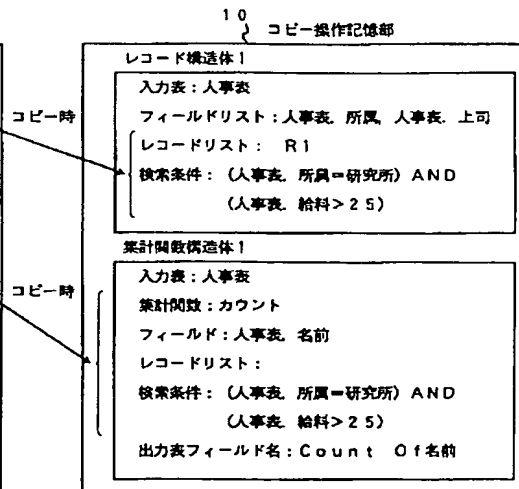 10
コピー操作記憶部
レコード構造体1
入力表：人事表
フィールドリスト：人事表．所属，人事表．上司
コピー時
レコードリスト： R1
検索条件：（人事表．所属＝研究所）AND
（人事表．給料＞25）
集計関数構造体1
入力表：人事表
コピー時
集計関数：カウント
フィールド：人事表．名前
レコードリスト：
検索条件：（人事表．所属＝研究所）AND
（人事表．給料＞25）
出力表フィールド名：Count Of名前